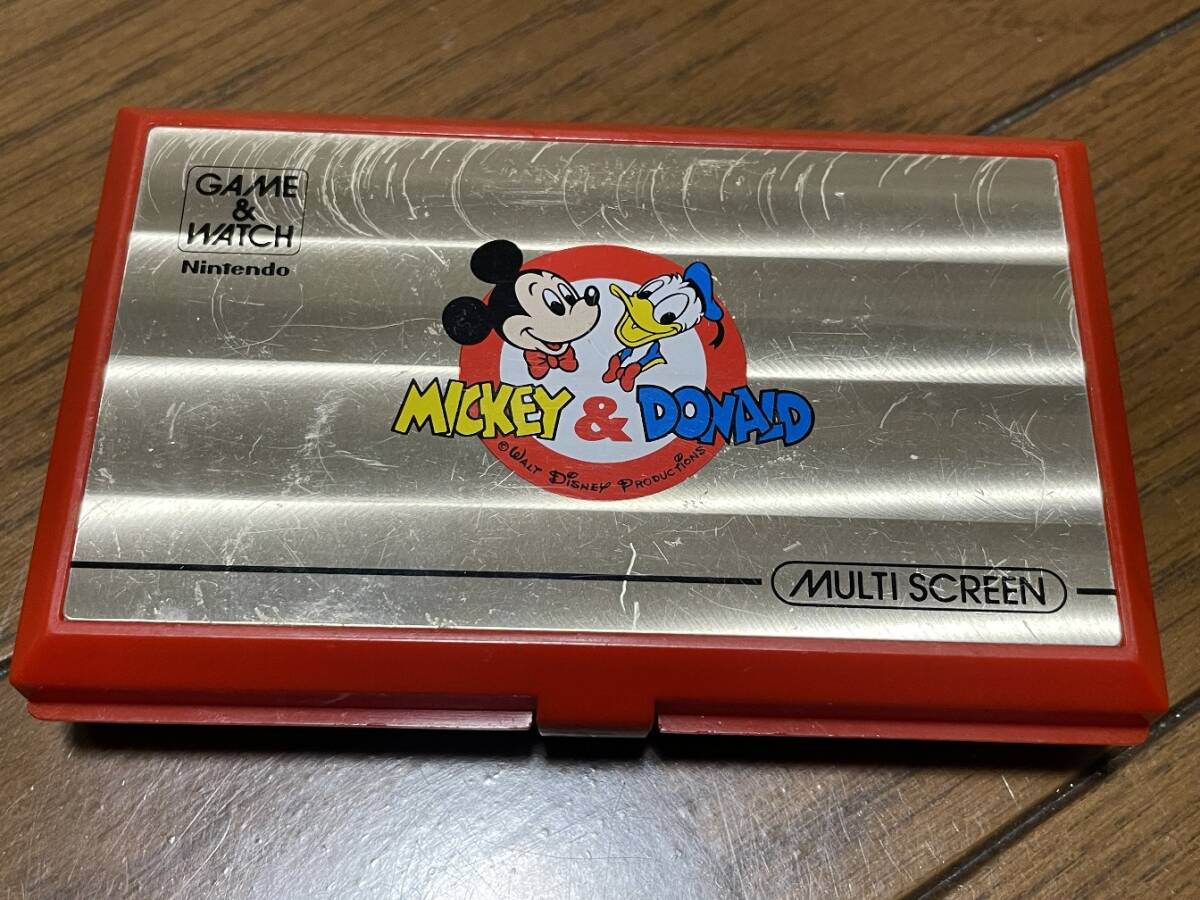 GAME
&
WATCH
Nintendo
MICKEY & DONALD
© WALT DISNEY PRODUCTIONS
MULTI SCREEN